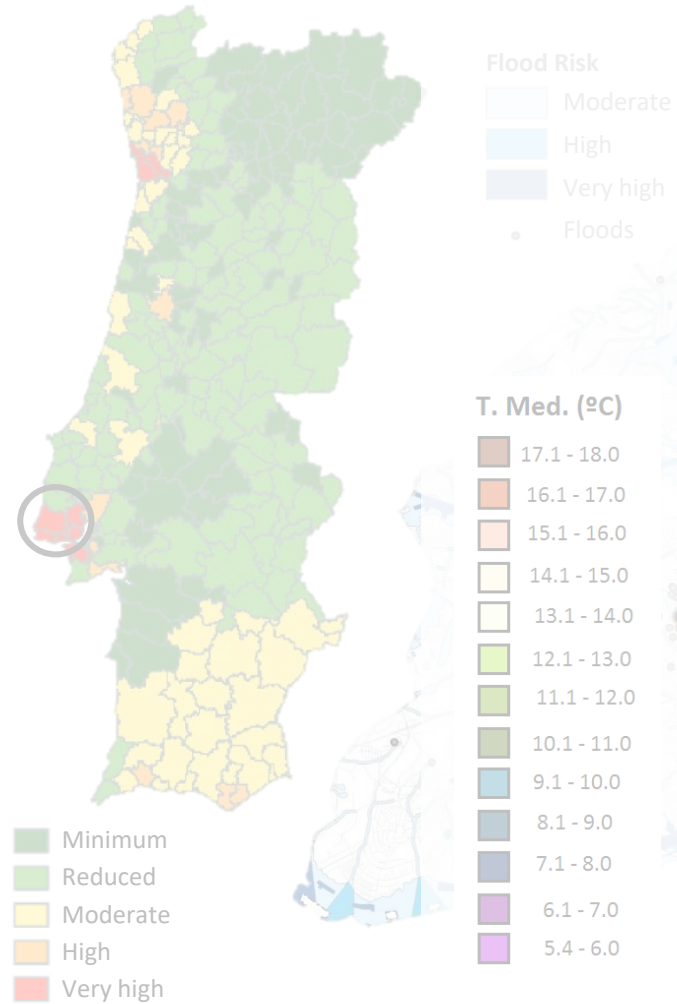 Flood Risk
Moderate
High
Very high
Floods
T. Med. (ºC)
17.1 - 18.0
16.1 - 17.0
15.1 - 16.0
14.1 - 15.0
13.1 - 14.0
12.1 - 13.0
11.1 - 12.0
10.1 - 11.0
9.1 - 10.0
8.1 - 9.0
7.1 - 8.0
6.1 - 7.0
5.4 - 6.0
Minimum
Reduced
Moderate
High
Very high